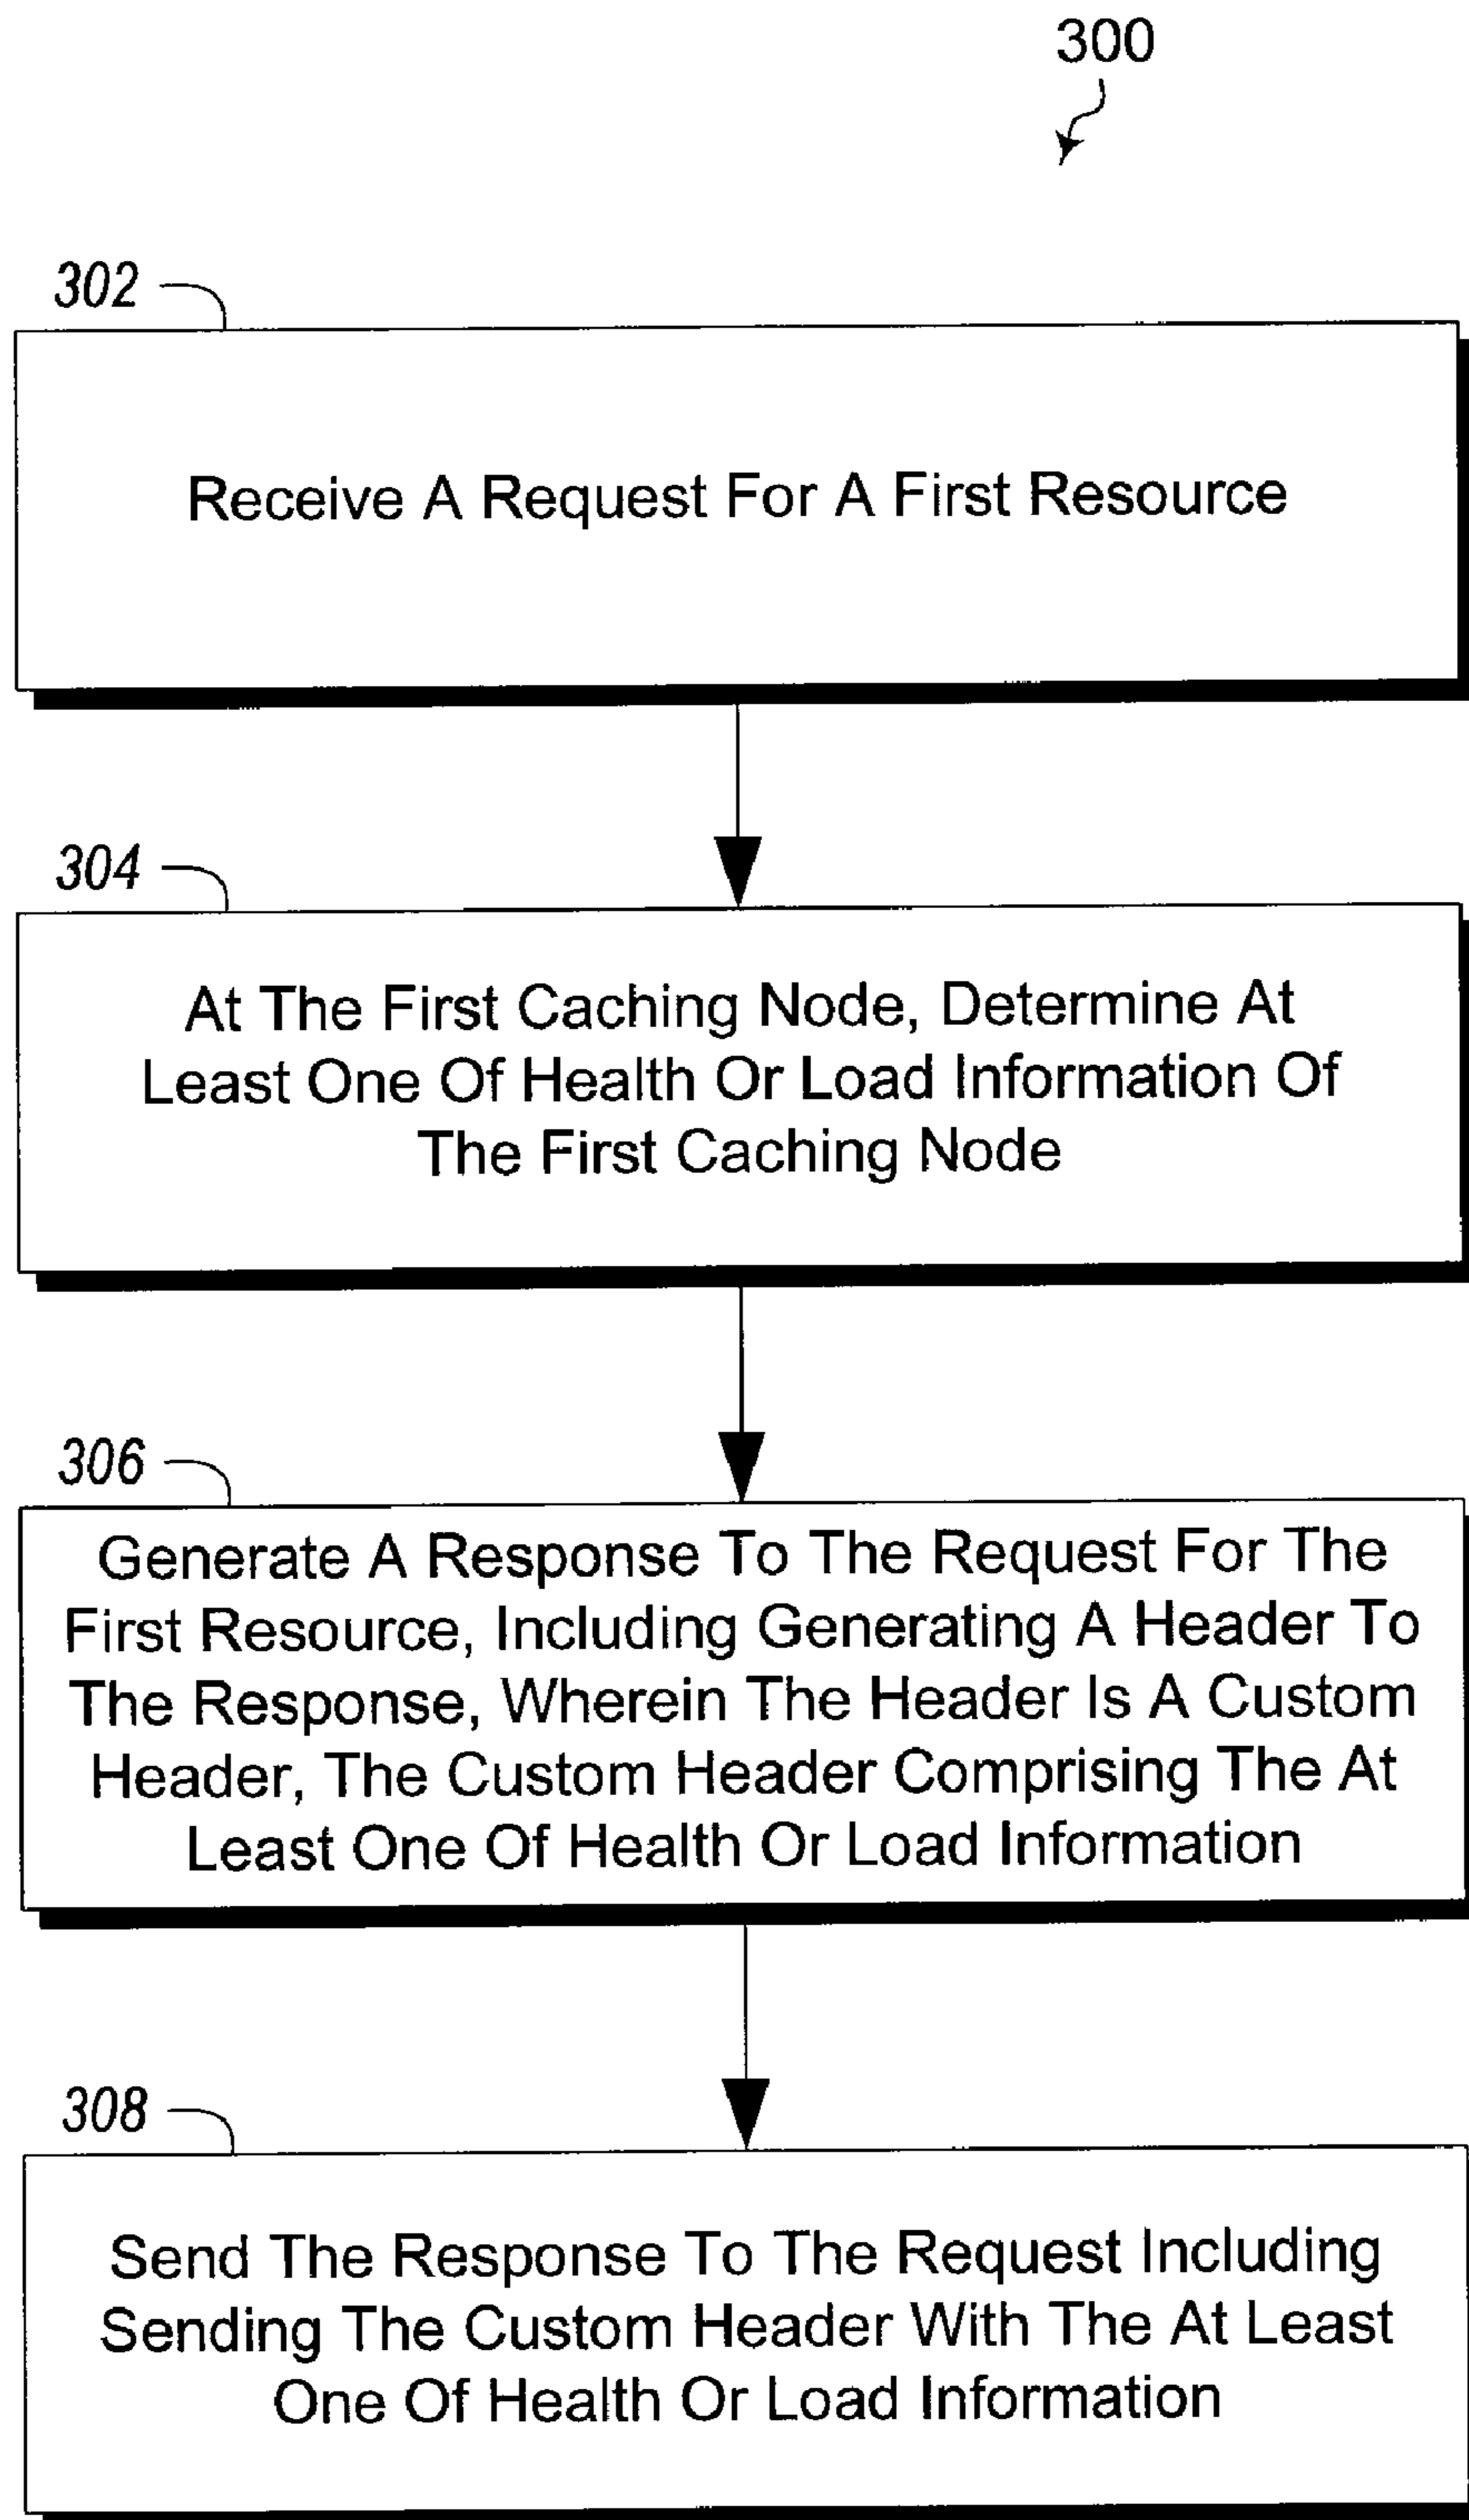 300
302
Receive A Request For A First Resource
304
At The First Caching Node, Determine At
Least One Of Health Or Load Information Of
The First Caching Node
306
Generate A Response To The Request For The
First Resource, Including Generating A Header To
The Response, Wherein The Header Is A Custom
Header, The Custom Header Comprising The At
Least One Of Health Or Load Information
308
Send The Response To The Request Including
Sending The Custom Header With The At Least
One Of Health Or Load Information